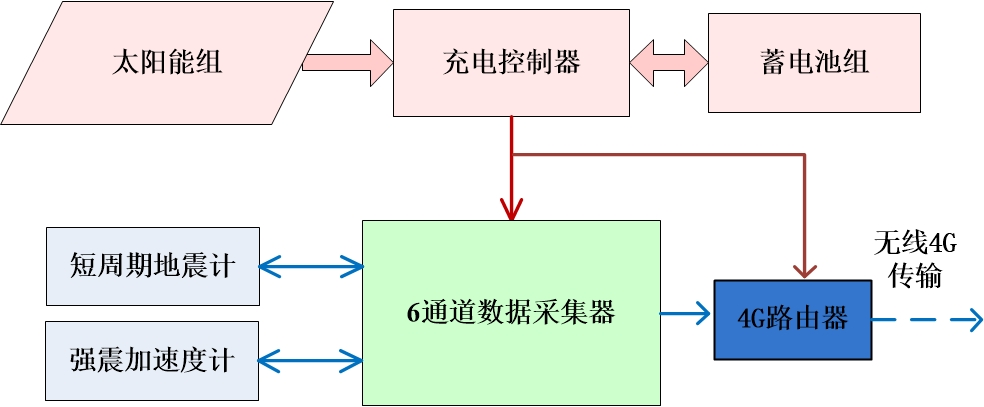 太阳能组
充电控制器
蓄电池组
短周期地震计
6通道数据采集器
无线4G
传输
4G路由器
强震加速度计